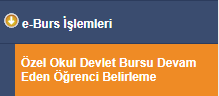 e-Burs İşlemleri
Özel Okul Devlet Bursu Devam
Eden Öğrenci Belirleme